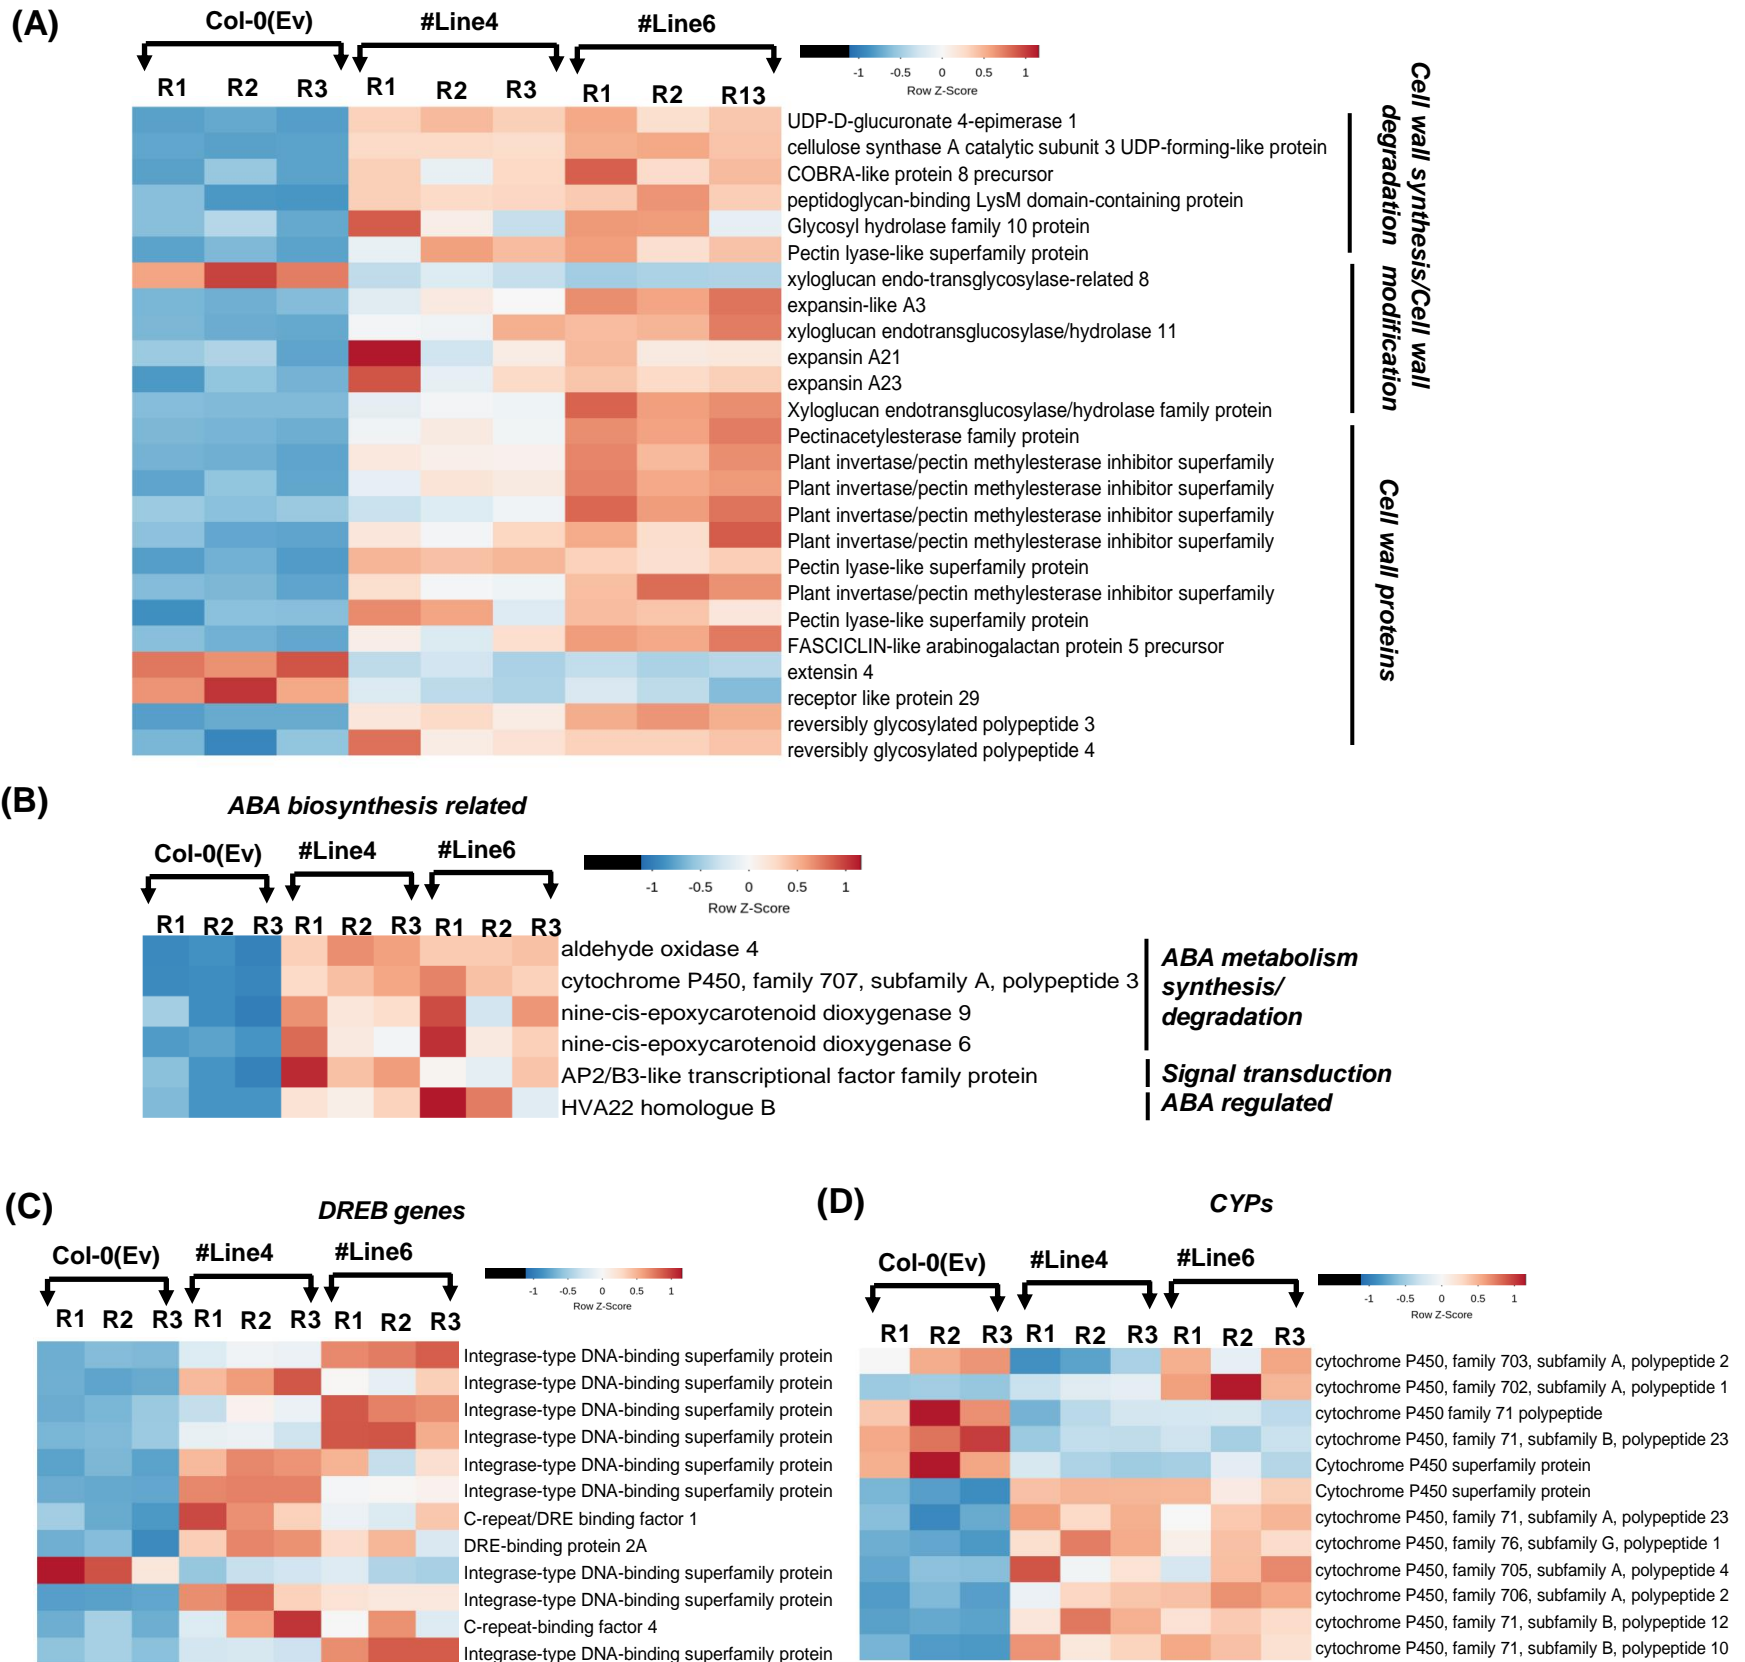 (A)
Col-0(Ev) #Line4 #Line6
R1 R2 R3 R1 R2 R3 R1 R2 R13
-1 -0.5 0 0.5 1
Row Z-Score
UDP-D-glucuronate 4-epimerase 1
cellulose synthase A catalytic subunit 3 UDP-forming-like protein
COBRA-like protein 8 precursor
peptidoglycan-binding LysM domain-containing protein
Glycosyl hydrolase family 10 protein
Pectin lyase-like superfamily protein
xyloglucan endo-transglycosylase-related 8
expansin-like A3
xyloglucan endotransglucosylase/hydrolase 11
expansin A21
expansin A23
Xyloglucan endotransglucosylase/hydrolase family protein
Pectinacetylesterase family protein
Plant invertase/pectin methylesterase inhibitor superfamily
Plant invertase/pectin methylesterase inhibitor superfamily
Plant invertase/pectin methylesterase inhibitor superfamily
Plant invertase/pectin methylesterase inhibitor superfamily
Pectin lyase-like superfamily protein
Plant invertase/pectin methylesterase inhibitor superfamily
Pectin lyase-like superfamily protein
FASCICLIN-like arabinogalactan protein 5 precursor
extensin 4
receptor like protein 29
reversibly glycosylated polypeptide 3
reversibly glycosylated polypeptide 4
Cell wall synthesis/Cell wall
degradation modification
Cell wall proteins
(B)
ABA biosynthesis related
Col-0(Ev) #Line4 #Line6
R1 R2 R3 R1 R2 R3 R1 R2 R3
-1 -0.5 0 0.5 1
Row Z-Score
aldehyde oxidase 4
cytochrome P450, family 707, subfamily A, polypeptide 3
nine-cis-epoxycarotenoid dioxygenase 9
nine-cis-epoxycarotenoid dioxygenase 6
AP2/B3-like transcriptional factor family protein
HVA22 homologue B
ABA metabolism
synthesis/
degradation
Signal transduction
ABA regulated
(C)
DREB genes
Col-0(Ev) #Line4 #Line6
R1 R2 R3 R1 R2 R3 R1 R2 R3
-1 -0.5 0 0.5 1
Row Z-Score
Integrase-type DNA-binding superfamily protein
Integrase-type DNA-binding superfamily protein
Integrase-type DNA-binding superfamily protein
Integrase-type DNA-binding superfamily protein
Integrase-type DNA-binding superfamily protein
Integrase-type DNA-binding superfamily protein
C-repeat/DRE binding factor 1
DRE-binding protein 2A
Integrase-type DNA-binding superfamily protein
Integrase-type DNA-binding superfamily protein
C-repeat-binding factor 4
Integrase-type DNA-binding superfamily protein
(D)
CYPs
Col-0(Ev) #Line4 #Line6
R1 R2 R3 R1 R2 R3 R1 R2 R3
-1 -0.5 0 0.5 1
Row Z-Score
cytochrome P450, family 703, subfamily A, polypeptide 2
cytochrome P450, family 702, subfamily A, polypeptide 1
cytochrome P450 family 71 polypeptide
cytochrome P450, family 71, subfamily B, polypeptide 23
Cytochrome P450 superfamily protein
Cytochrome P450 superfamily protein
cytochrome P450, family 71, subfamily A, polypeptide 23
cytochrome P450, family 76, subfamily G, polypeptide 1
cytochrome P450, family 705, subfamily A, polypeptide 4
cytochrome P450, family 706, subfamily A, polypeptide 2
cytochrome P450, family 71, subfamily B, polypeptide 12
cytochrome P450, family 71, subfamily B, polypeptide 10